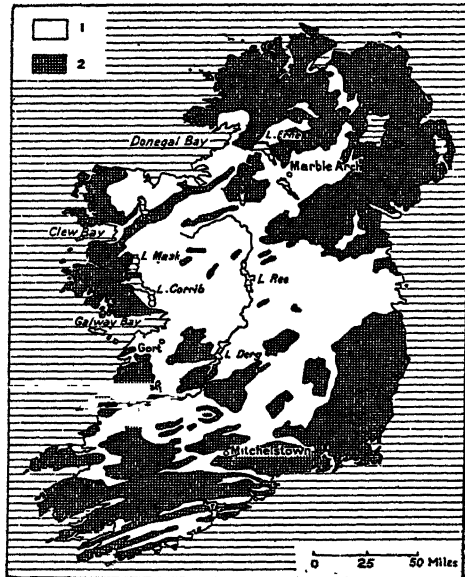 1
2
Donegal Bay
L. Erne
Marble Arch
Clew Bay
L. Mask
L. Ree
L. Corrib
Galway Bay
Gort
L. Derg
Mitchelstown
0 25 50 Miles